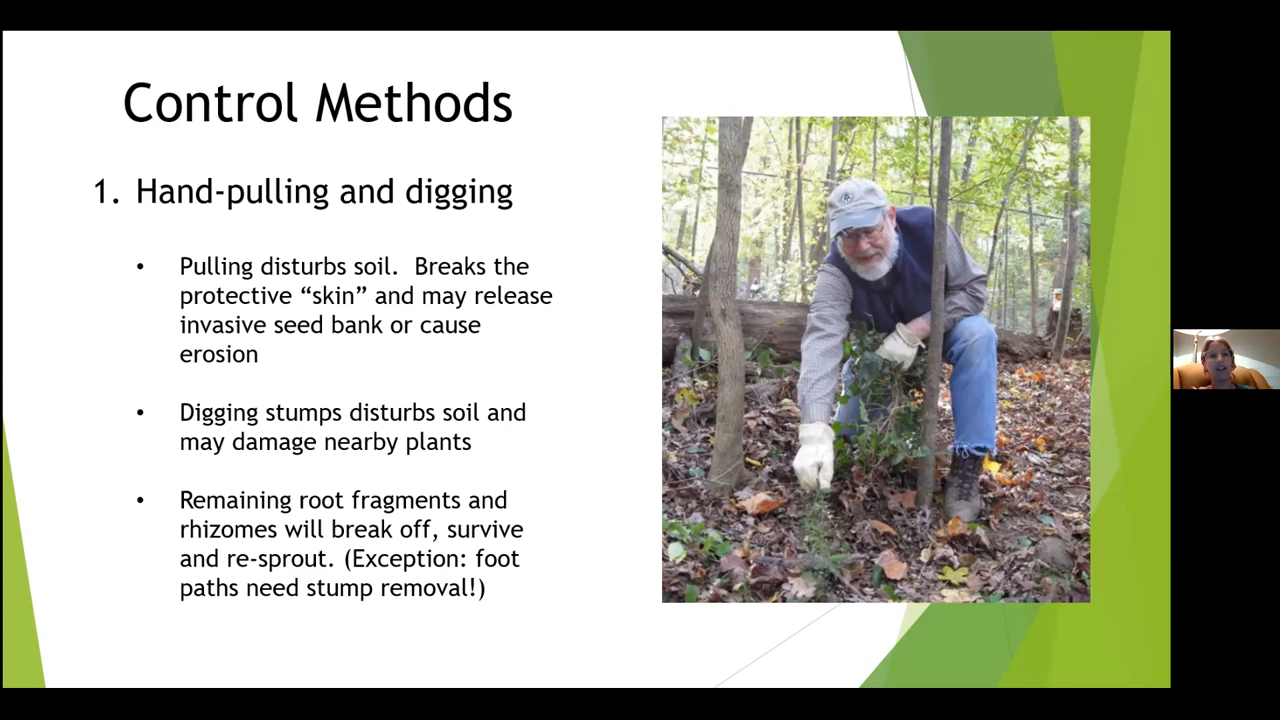 Control Methods
1. Hand-pulling and digging
• Pulling disturbs soil.  Breaks the
protective “skin” and may release
invasive seed bank or cause
erosion
• Digging stumps disturbs soil and
may damage nearby plants
• Remaining root fragments and
rhizomes will break off, survive
and re-sprout. (Exception: foot
paths need stump removal!)